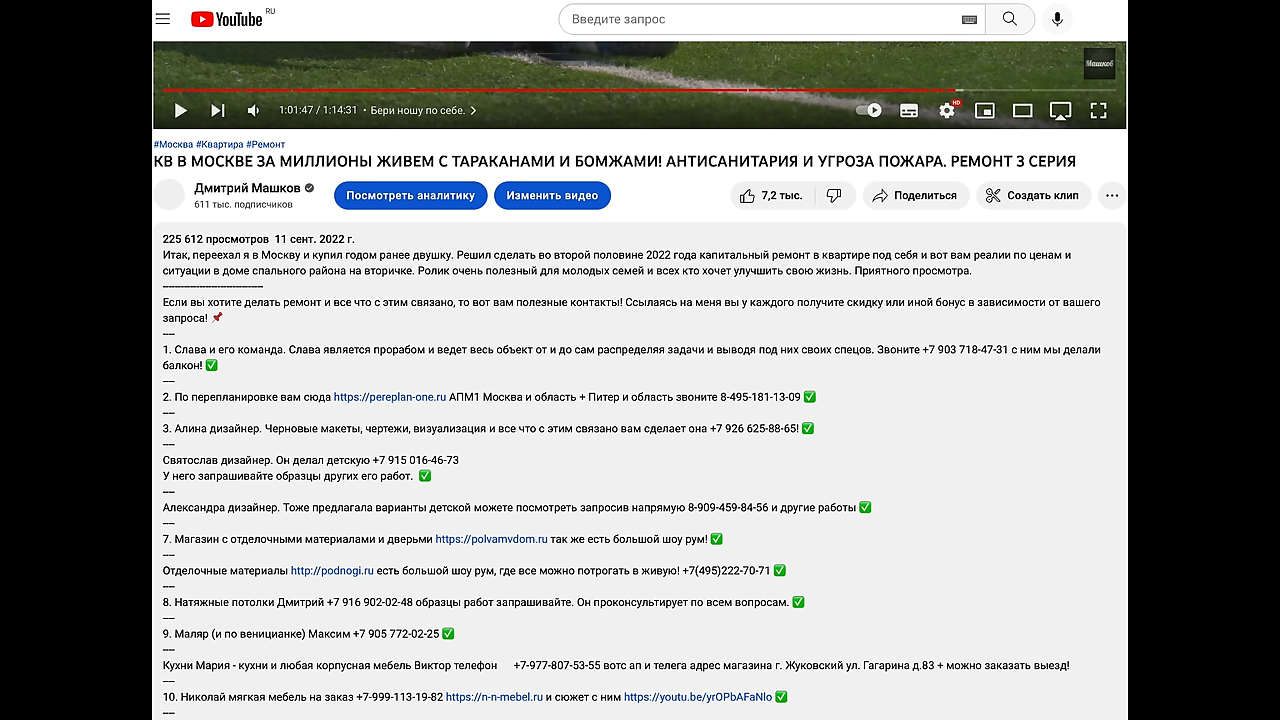 YouTube RU
Введите запрос
Машков
1:01:47 / 1:14:31 • Бери ношу по себе.
HD
#Москва #Квартира #Ремонт
КВ В МОСКВЕ ЗА МИЛЛИОНЫ ЖИВЕМ С ТАРАКАНАМИ И БОМЖАМИ! АНТИСАНИТАРИЯ И УГРОЗА ПОЖАРА. РЕМОНТ 3 СЕРИЯ
Дмитрий Машков
611 тыс. подписчиков
Посмотреть аналитику
Изменить видео
7,2 тыс.
Поделиться
Создать клип
225 612 просмотров 11 сент. 2022 г.
Итак, переехал я в Москву и купил годом ранее двушку. Решил сделать во второй половине 2022 года капитальный ремонт в квартире под себя и вот вам реалии по ценам и
ситуации в доме спального района на вторичке. Ролик очень полезный для молодых семей и всех кто хочет улучшить свою жизнь. Приятного просмотра.
----------------------------
Если вы хотите делать ремонт и все что с этим связано, то вот вам полезные контакты! Ссылаясь на меня вы у каждого получите скидку или иной бонус в зависимости от вашего
запроса! 📌
---
1. Слава и его команда. Слава является прорабом и ведет весь объект от и до сам распределяя задачи и выводя под них своих спецов. Звоните +7 903 718-47-31 с ним мы делали
балкон! ✅
---
2. По перепланировке вам сюда https://pereplan-one.ru АПМ1 Москва и область + Питер и область звоните 8-495-181-13-09 ✅
---
3. Алина дизайнер. Черновые макеты, чертежи, визуализация и все что с этим связано вам сделает она +7 926 625-88-65! ✅
---
Святослав дизайнер. Он делал детскую +7 915 016-46-73
У него запрашивайте образцы других его работ. ✅
---
Александра дизайнер. Тоже предлагала варианты детской можете посмотреть запросив напрямую 8-909-459-84-56 и другие работы ✅
---
7. Магазин с отделочными материалами и дверьми https://polvamvdom.ru так же есть большой шоу рум! ✅
---
Отделочные материалы http://podnogi.ru есть большой шоу рум, где все можно потрогать в живую! +7(495)222-70-71 ✅
---
8. Натяжные потолки Дмитрий +7 916 902-02-48 образцы работ запрашивайте. Он проконсультирует по всем вопросам. ✅
---
9. Маляр (и по веницианке) Максим +7 905 772-02-25 ✅
---
Кухни Мария - кухни и любая корпусная мебель Виктор телефон +7-977-807-53-55 вотс ап и телега адрес магазина г. Жуковский ул. Гагарина д.83 + можно заказать выезд!
---
10. Николай мягкая мебель на заказ +7-999-113-19-82 https://n-n-mebel.ru и сюжет с ним https://youtu.be/yrOPbAFaNlo ✅
---